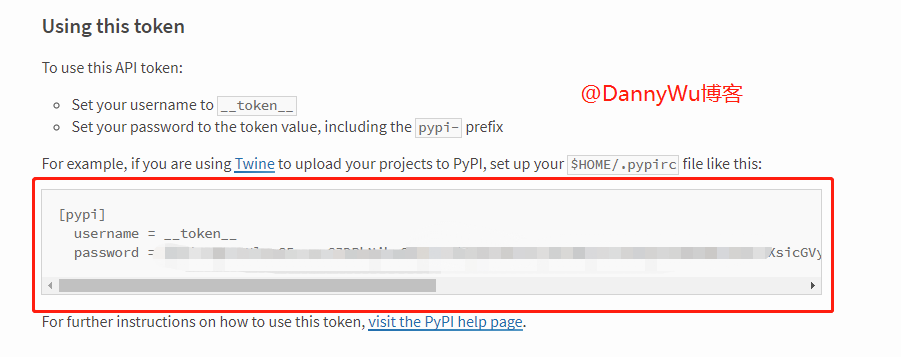 Using this token
To use this API token:
Set your username to __token__
@DannyWu博客
Set your password to the token value, including the pypi- prefix
For example, if you are using Twine to upload your projects to PyPI, set up your $HOME/.pypirc file like this:
[pypi]
username = __token__
password =
For further instructions on how to use this token, visit the PyPI help page.